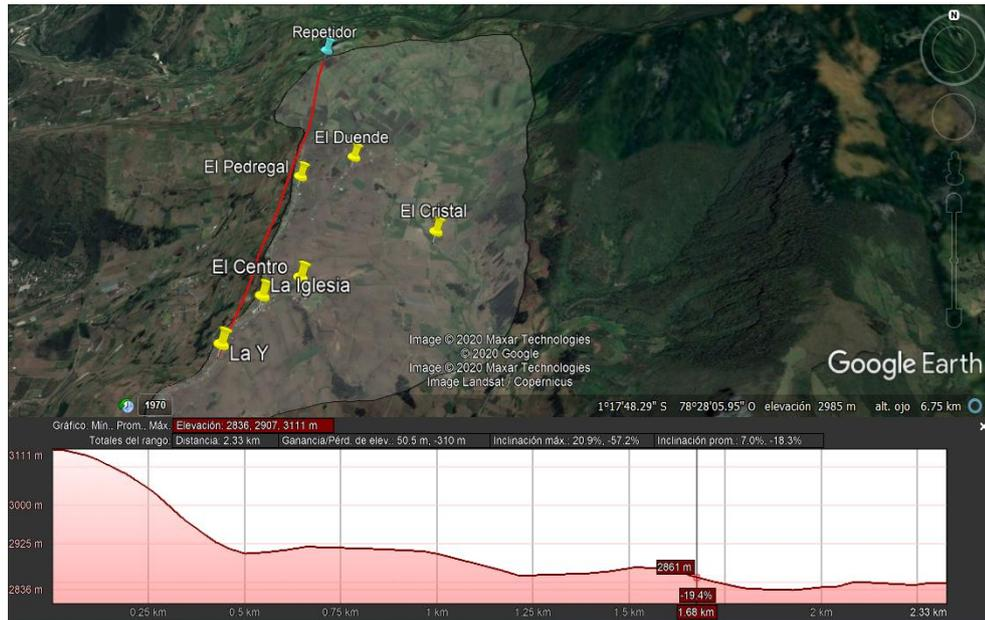 N
Repetidor
El Duende
El Pedregal
El Cristal
El Centro
La Iglesia
La Y
Image © 2020 Maxar Technologies
© 2020 Google
Image © 2020 Maxar Technologies
Image Landsat / Copernicus
Google Earth
1970
1°17'48.29" S 78°28'05.95" O elevación 2985 m alt. ojo 6.75 km
Gráfico: Mín., Prom., Máx. Elevación: 2836, 2907, 3111 m
Totales del rango: Distancia: 2.33 km Ganancia/Pérd. de elev.: 50.5 m, -310 m Inclinación máx.: 20.9%, -57.2% Inclinación prom.: 7.0%, -18.3%
3111 m
3000 m
2925 m
2836 m
2861 m
-19.4%
0.25 km 0.5 km 0.75 km 1 km 1.25 km 1.5 km 1.68 km 2 km 2.33 km